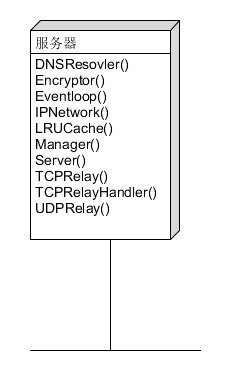 服务器
DNSResovler()
Encryptor()
Eventloop()
IPNetwork()
LRUCache()
Manager()
Server()
TCPRelay()
TCPRelayHandler()
UDPRelay()